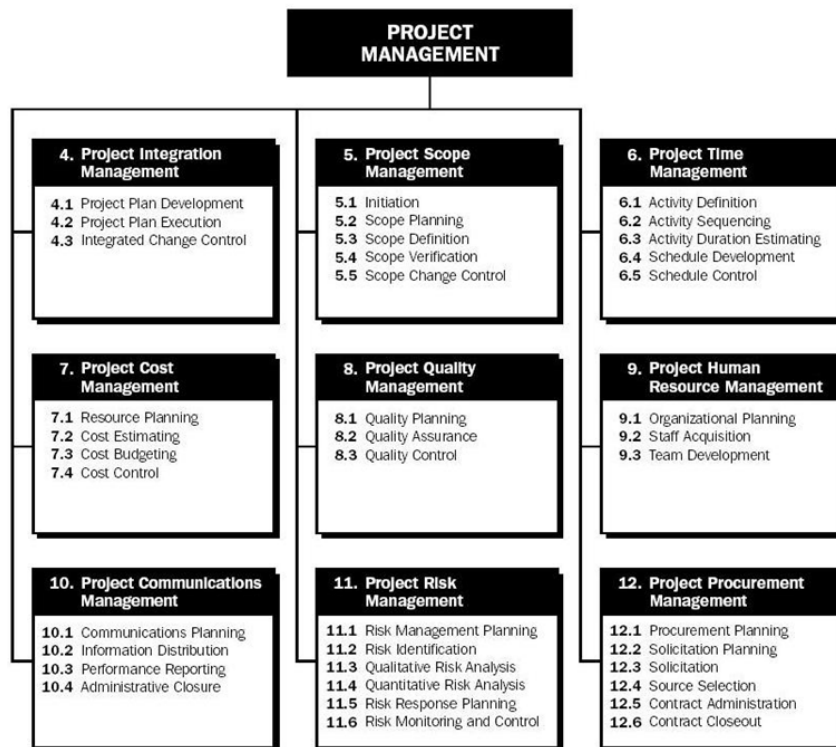 PROJECT
MANAGEMENT
4. Project Integration
Management
4.1 Project Plan Development
4.2 Project Plan Execution
4.3 Integrated Change Control
5. Project Scope
Management
5.1 Initiation
5.2 Scope Planning
5.3 Scope Definition
5.4 Scope Verification
5.5 Scope Change Control
6. Project Time
Management
6.1 Activity Definition
6.2 Activity Sequencing
6.3 Activity Duration Estimating
6.4 Schedule Development
6.5 Schedule Control
7. Project Cost
Management
7.1 Resource Planning
7.2 Cost Estimating
7.3 Cost Budgeting
7.4 Cost Control
8. Project Quality
Management
8.1 Quality Planning
8.2 Quality Assurance
8.3 Quality Control
9. Project Human
Resource Management
9.1 Organizational Planning
9.2 Staff Acquisition
9.3 Team Development
10. Project Communications
Management
10.1 Communications Planning
10.2 Information Distribution
10.3 Performance Reporting
10.4 Administrative Closure
11. Project Risk
Management
11.1 Risk Management Planning
11.2 Risk Identification
11.3 Qualitative Risk Analysis
11.4 Quantitative Risk Analysis
11.5 Risk Response Planning
11.6 Risk Monitoring and Control
12. Project Procurement
Management
12.1 Procurement Planning
12.2 Solicitation Planning
12.3 Solicitation
12.4 Source Selection
12.5 Contract Administration
12.6 Contract Closeout